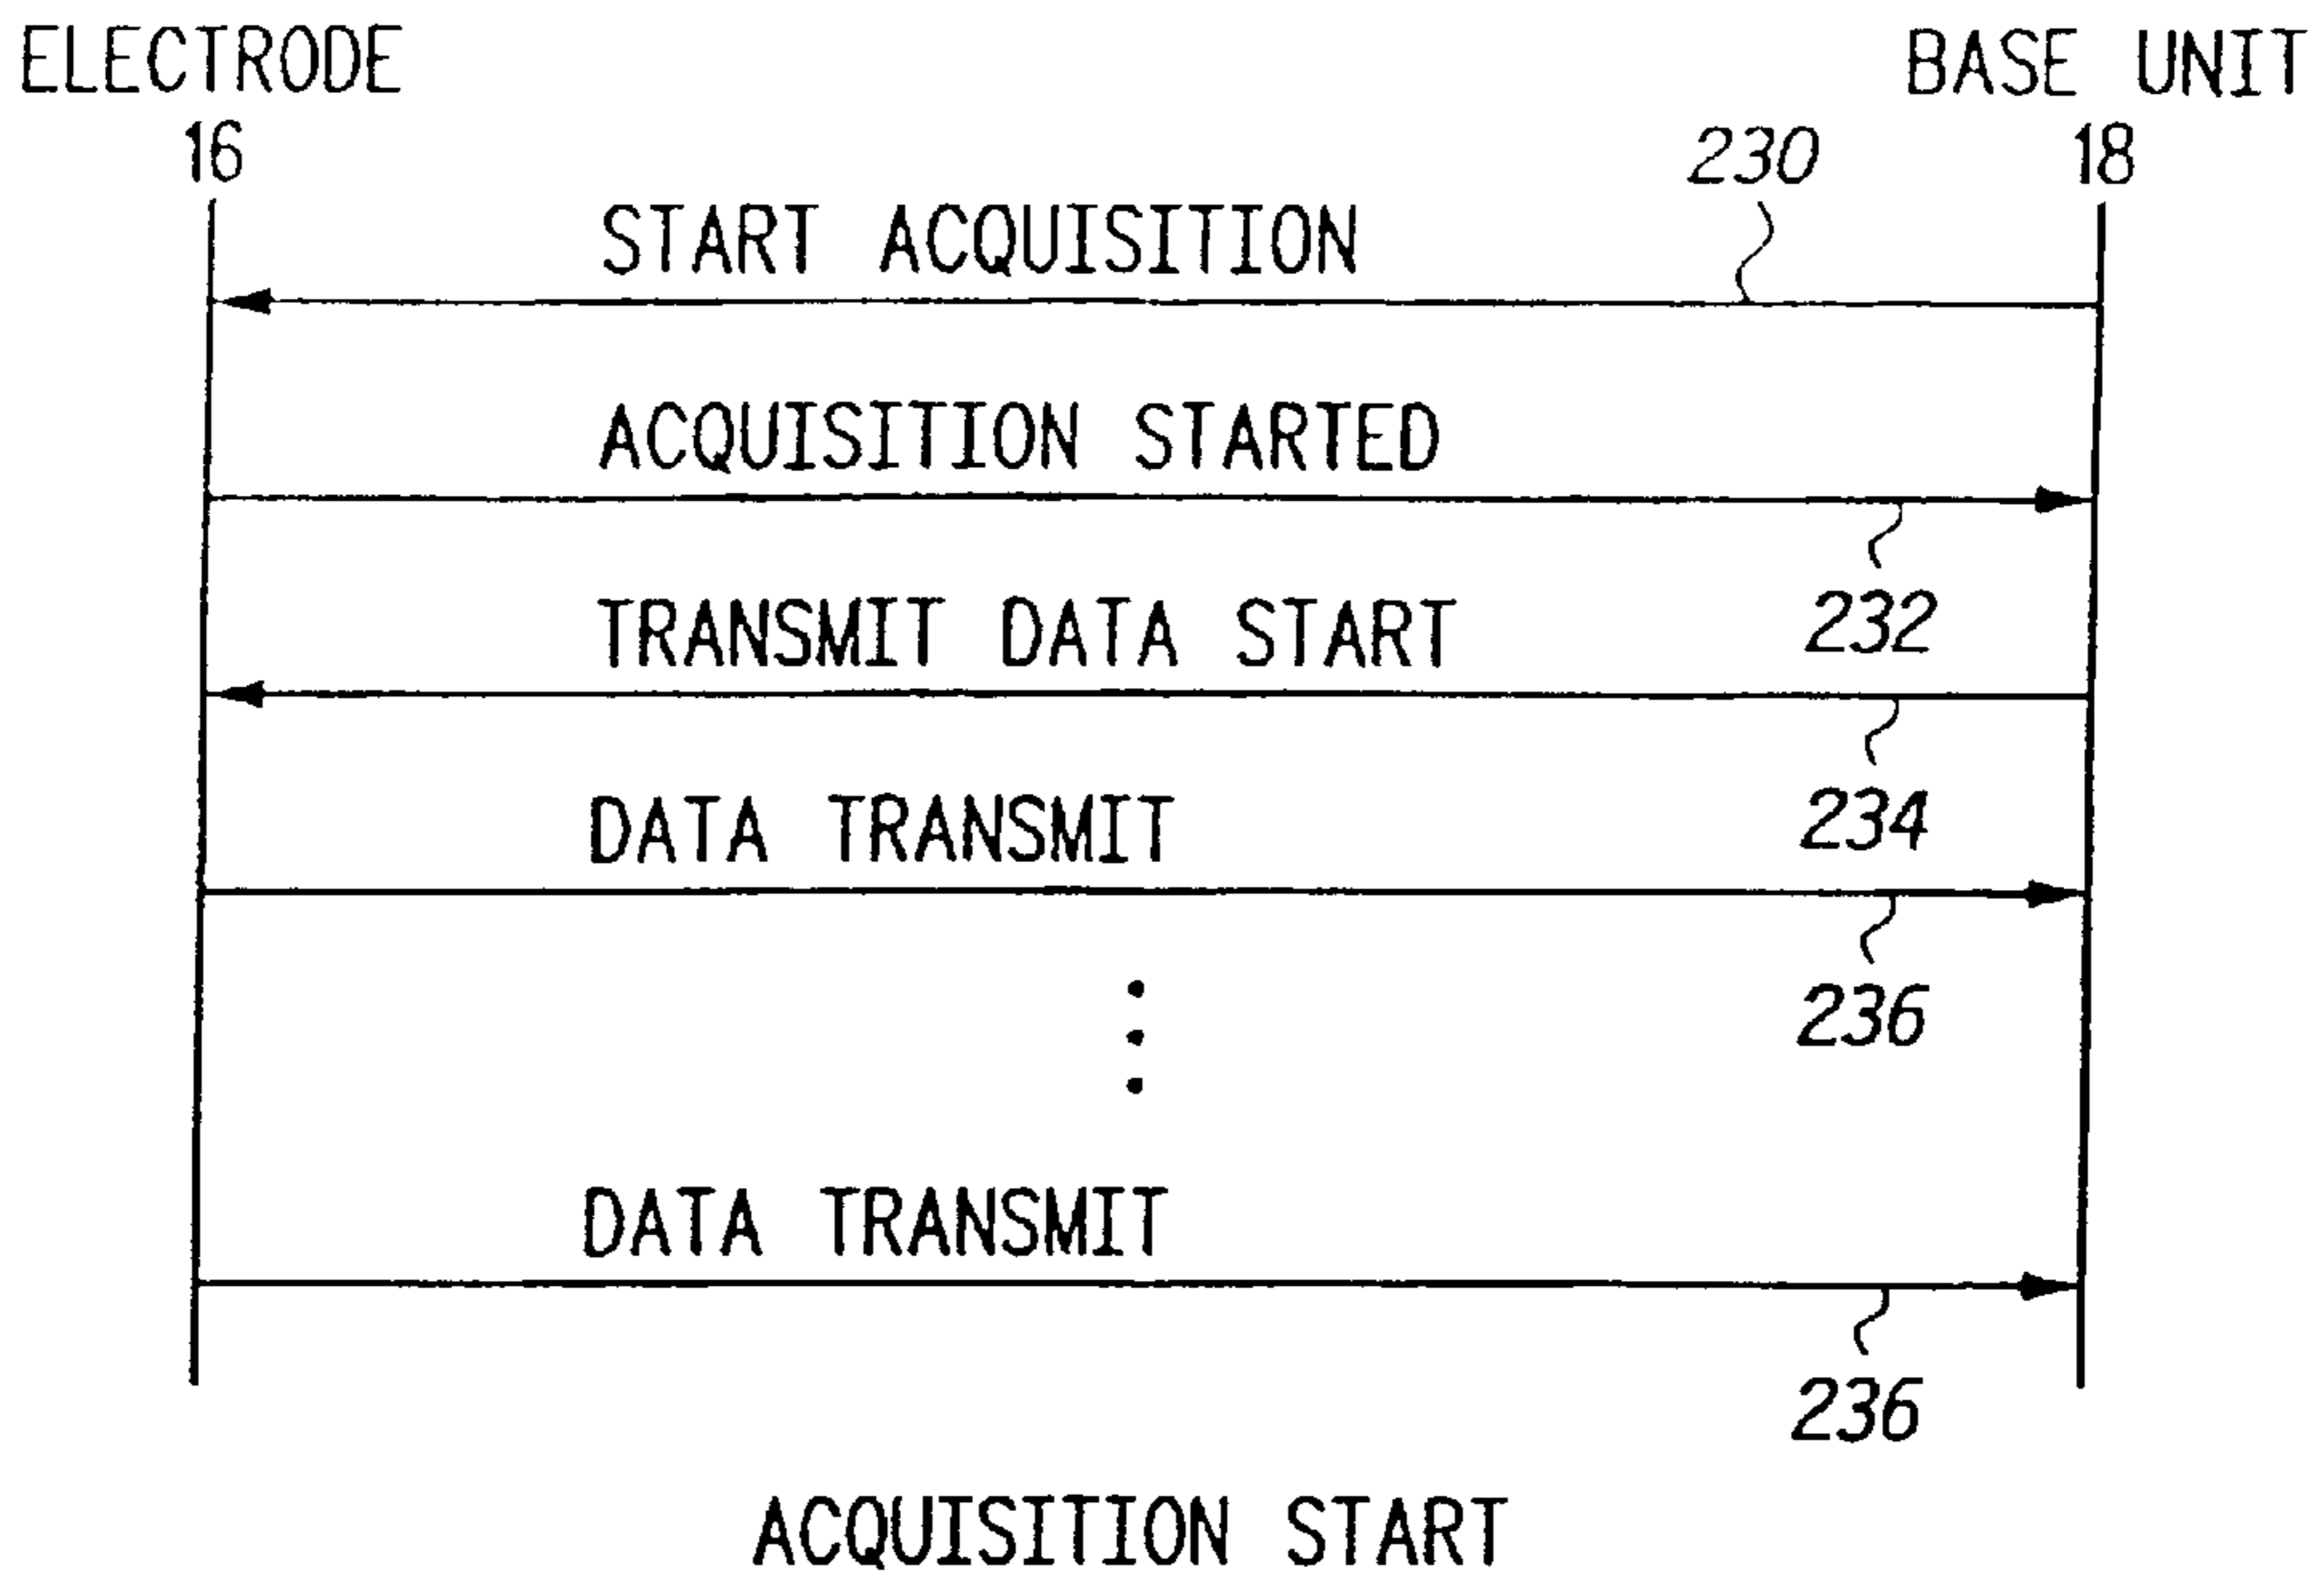 ELECTRODE BASE UNIT
16 230 18
START ACQUISITION
ACQUISITION STARTED
232
TRANSMIT DATA START
234
DATA TRANSMIT
236
DATA TRANSMIT
236
ACQUISITION START